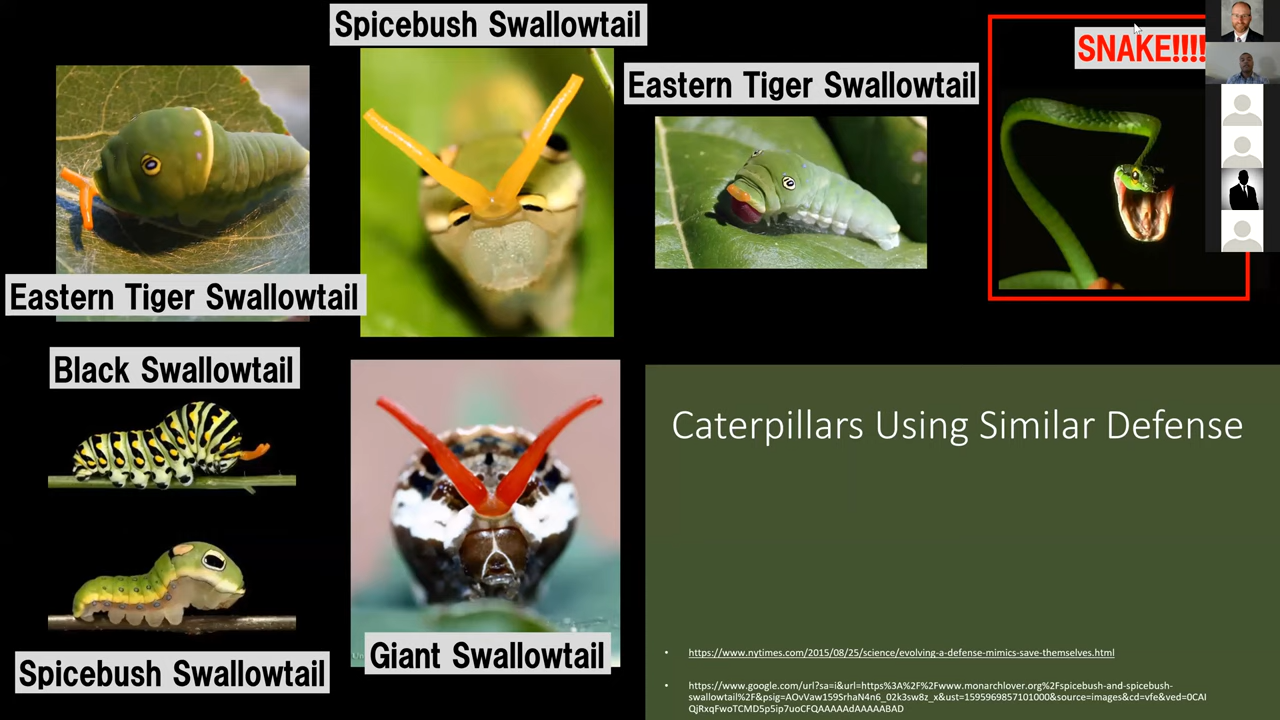 Spicebush Swallowtail
Eastern Tiger Swallowtail
SNAKE!!!!
Eastern Tiger Swallowtail
Black Swallowtail
Caterpillars Using Similar Defense
Giant Swallowtail
Spicebush Swallowtail
• https://www.nytimes.com/2015/08/25/science/evolving-a-defense-mimics-save-themselves.html
• https://www.google.com/url?sa=i&url=https%3A%2F%2Fwww.monarchlover.org%2Fspicebush-and-spicebush-
swallowtail%2F&psig=AOvVaw159SrhaN4n6_02k3sw8z_x&ust=1595969857101000&source=images&cd=vfe&ved=0CAI
QjRxqFwoTCMD5p5ip7uoCFQAAAAAdAAAAABAD